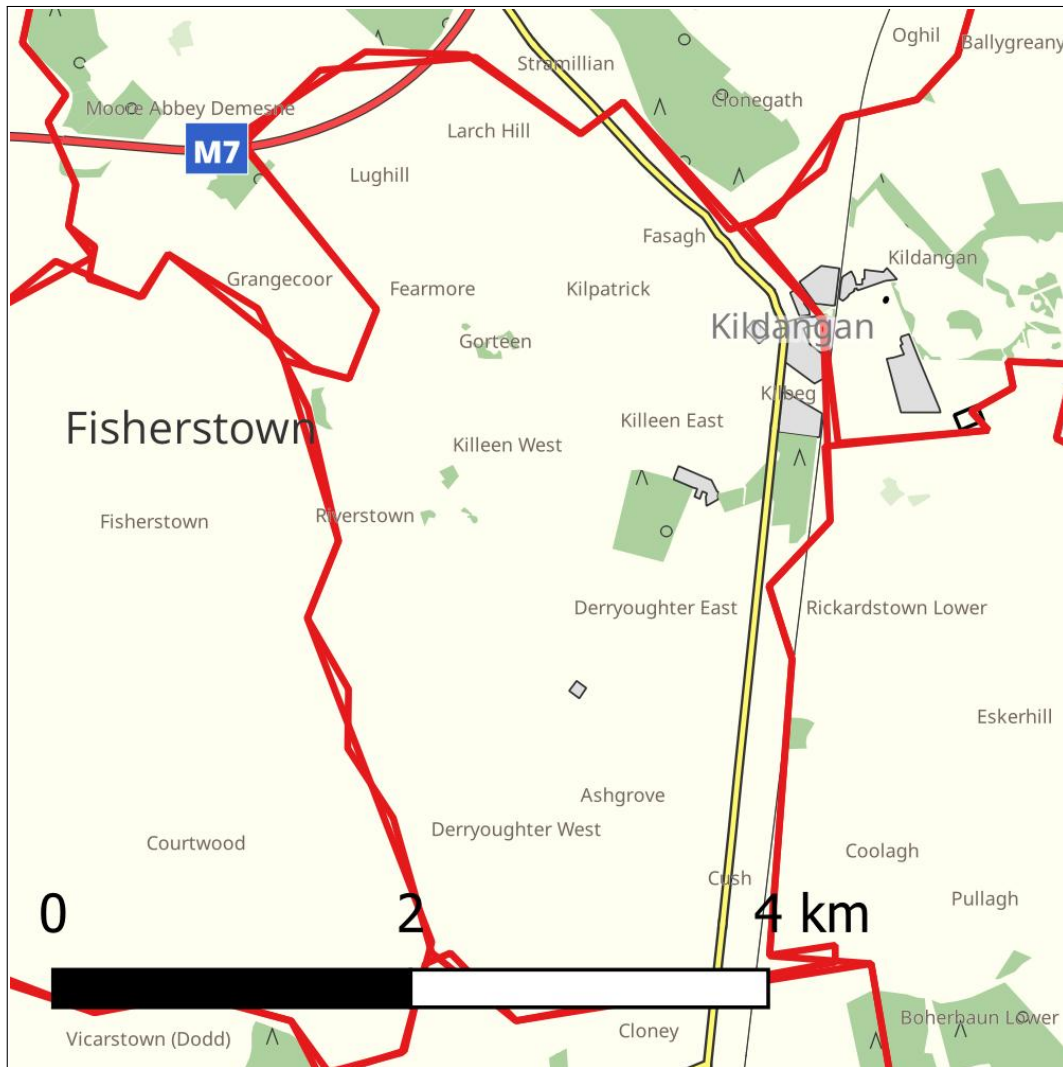 Oghil
Ballygreany
Stramillian
Clonegath
Moore Abbey Demesne
Larch Hill
M7
Lughill
Fasagh
Kildangan
Grangecoor
Fearmore
Kilpatrick
Kildangan
Gorteen
Kilbeg
Fisherstown
Killeen East
Killeen West
Fisherstown
Riverstown
Derryoughter East
Rickardstown Lower
Eskerhill
Ashgrove
Derryoughter West
Courtwood
Coolagh
Cush
Pullagh
0 2 4 km
Boherbaun Lower
Cloney
Vicarstown (Dodd)